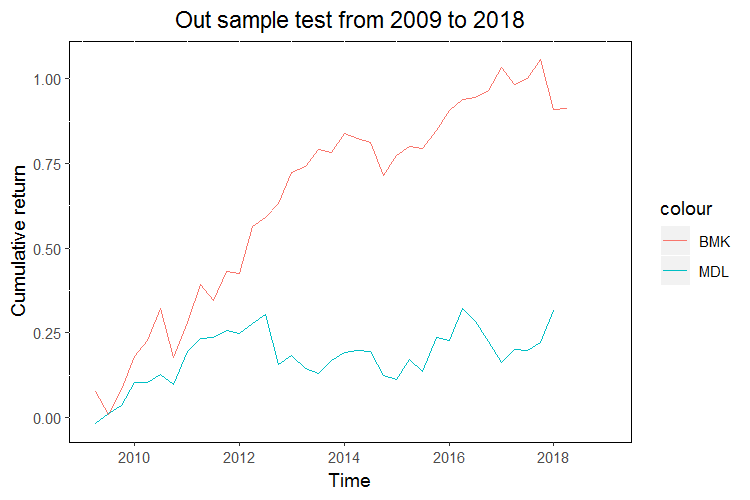 Out sample test from 2009 to 2018
Cumulative return
1.00
0.75
0.50
0.25
0.00
2010 2012 2014 2016 2018
Time
colour
BMK
MDL